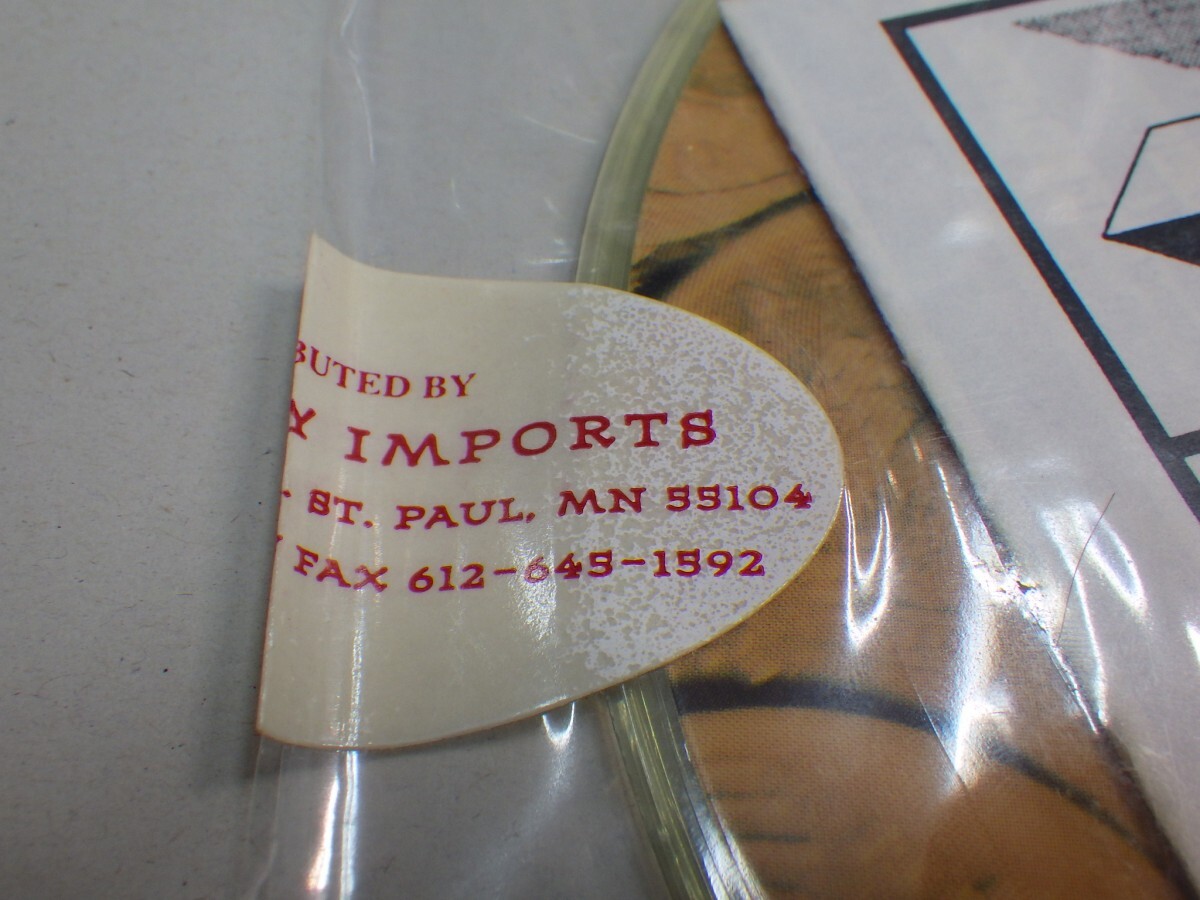 BUTED BY
Y IMPORTS
ST. PAUL, MN 55104
FAX 612-645-1592